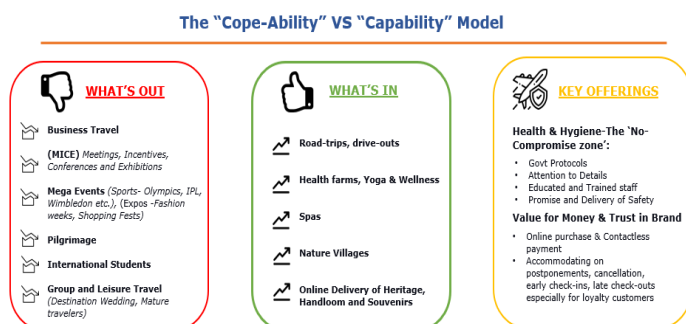 The “Cope-Ability” VS “Capability” Model
WHAT’S OUT
Business Travel
(MICE) Meetings, Incentives,
Conferences and Exhibitions
Mega Events (Sports- Olympics, IPL,
Wimbledon etc.), (Expos -Fashion
weeks, Shopping Fests)
Pilgrimage
International Students
Group and Leisure Travel
(Destination Wedding, Mature
travelers)
WHAT’S IN
Road-trips, drive-outs
Health farms, Yoga & Wellness
Spas
Nature Villages
Online Delivery of Heritage,
Handloom and Souvenirs
KEY OFFERINGS
Health & Hygiene-The ‘No-
Compromise zone’:
• Govt Protocols
• Attention to Details
• Educated and Trained staff
• Promise and Delivery of Safety
Value for Money & Trust in Brand
• Online purchase & Contactless
payment
• Accommodating on
postponements, cancellation,
early check-ins, late check-outs
especially for loyalty customers